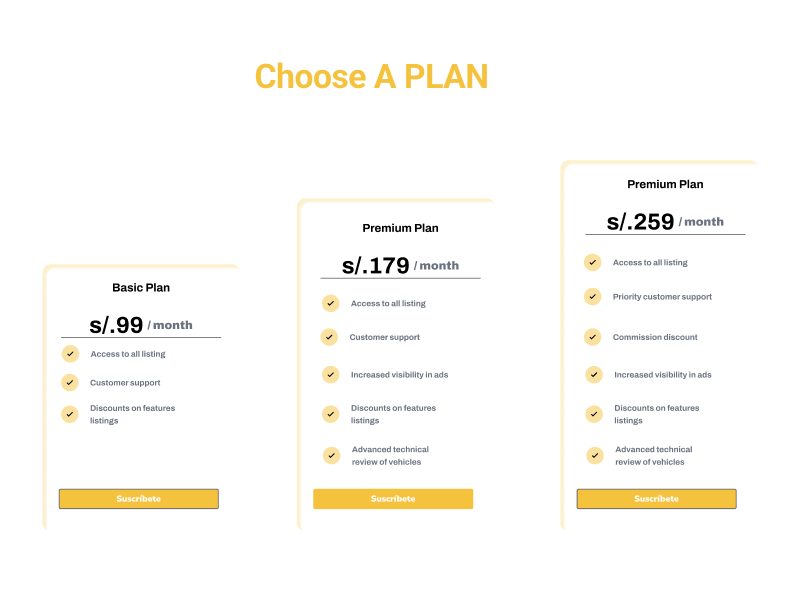 Choose A PLAN
Basic Plan
s/.99 / month
Access to all listing
Customer support
Discounts on features
listings
Suscríbete
Premium Plan
s/.179 / month
Access to all listing
Customer support
Increased visibility in ads
Discounts on features
listings
Advanced technical
review of vehicles
Suscríbete
Premium Plan
s/.259 / month
Access to all listing
Priority customer support
Commission discount
Increased visibility in ads
Discounts on features
listings
Advanced technical
review of vehicles
Suscríbete